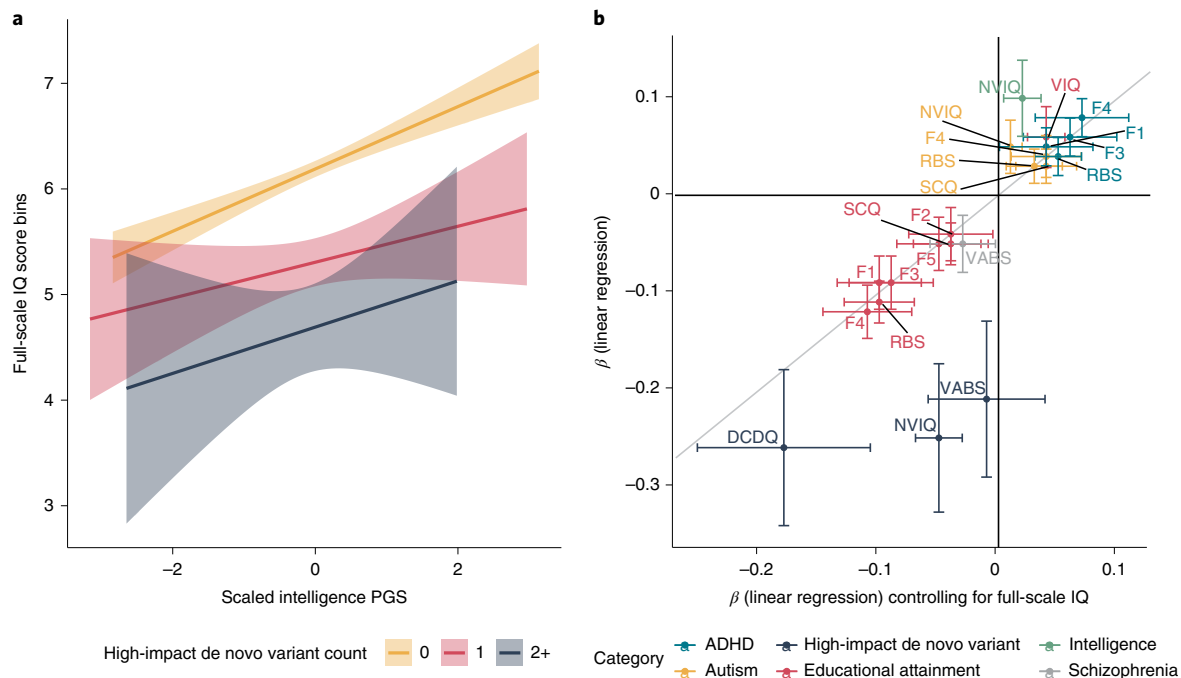 a
Full-scale IQ score bins
7
6
5
4
3
−2
0
2
Scaled intelligence PGS
High-impact de novo variant count
0
1
2+
b
β (linear regression)
0.1
0
−0.1
−0.2
−0.3
NVIQ
VIQ
NVIQ
F4
F4
F1
RBS
F3
SCQ
RBS
SCQ
F2
F5
VABS
F1
F3
F4
RBS
VABS
NVIQ
DCDQ
−0.2
−0.1
0
0.1
β (linear regression) controlling for full-scale IQ
Category
ADHD
High-impact de novo variant
Intelligence
Autism
Educational attainment
Schizophrenia